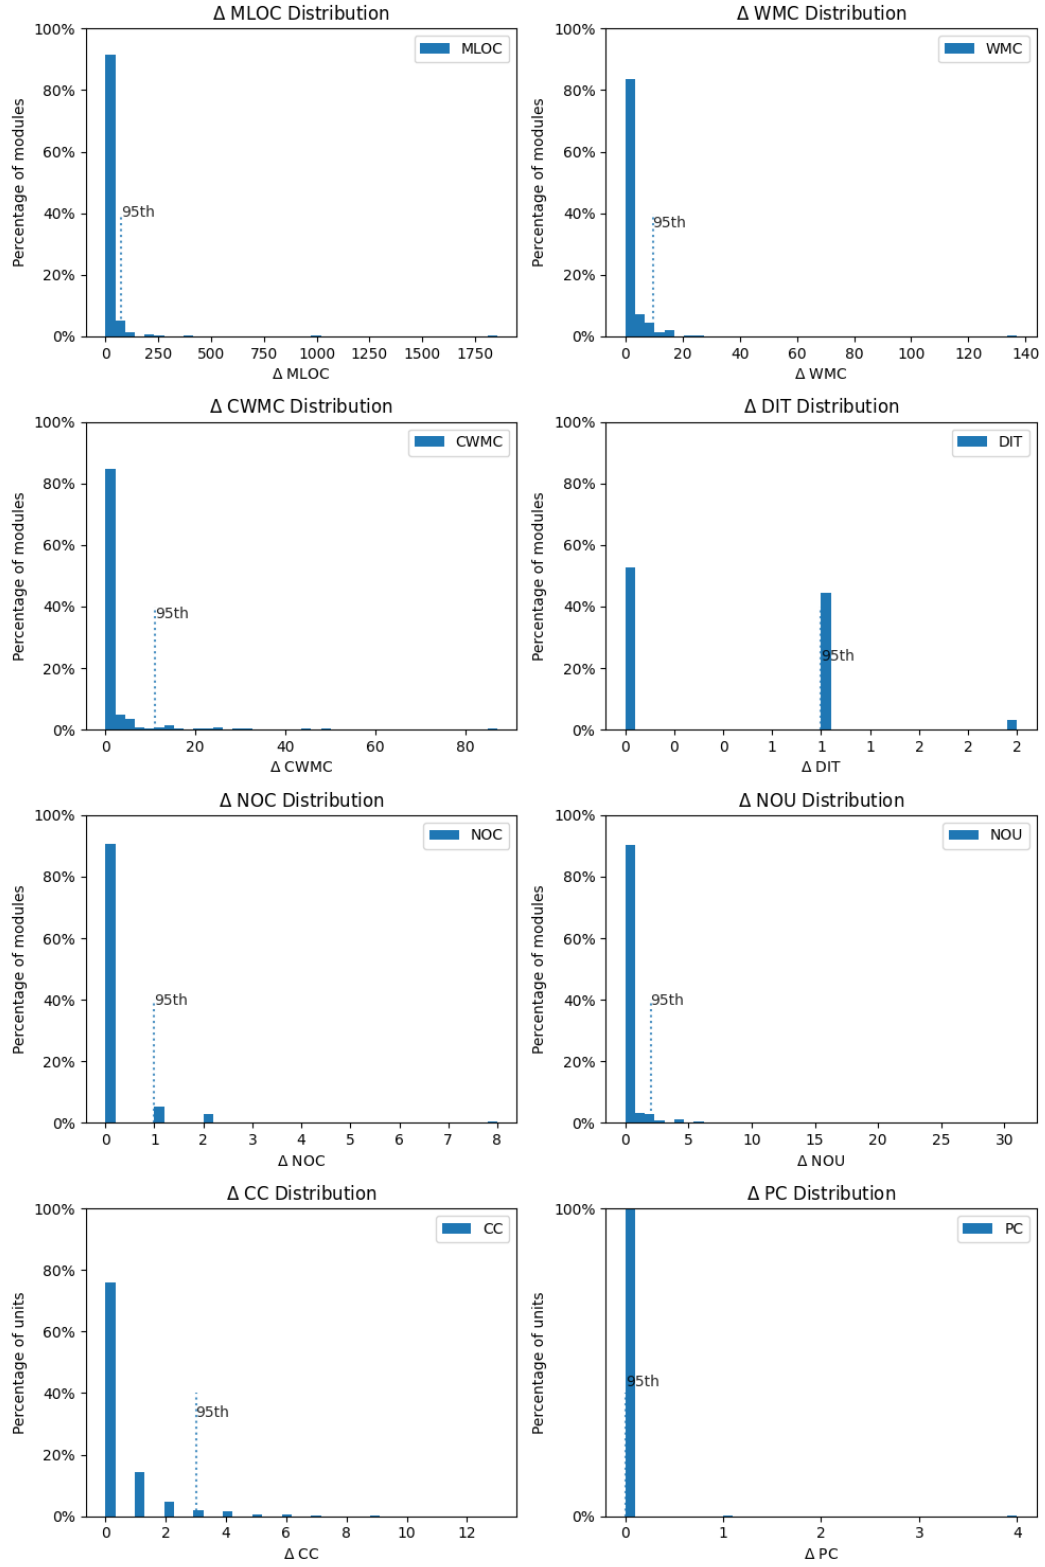 Δ MLOC Distribution
MLOC
Percentage of modules
100%
80%
60%
40%
20%
0%
95th
0 250 500 750 1000 1250 1500 1750
Δ MLOC
Δ WMC Distribution
WMC
Percentage of modules
100%
80%
60%
40%
20%
0%
95th
0 20 40 60 80 100 120 140
Δ WMC
Δ CWMC Distribution
CWMC
Percentage of modules
100%
80%
60%
40%
20%
0%
95th
0 20 40 60 80
Δ CWMC
Δ DIT Distribution
DIT
Percentage of modules
100%
80%
60%
40%
20%
0%
95th
0 0 0 1 1 1 2 2 2
Δ DIT
Δ NOC Distribution
NOC
Percentage of modules
100%
80%
60%
40%
20%
0%
95th
0 1 2 3 4 5 6 7 8
Δ NOC
Δ NOU Distribution
NOU
Percentage of modules
100%
80%
60%
40%
20%
0%
95th
0 5 10 15 20 25 30
Δ NOU
Δ CC Distribution
CC
Percentage of units
100%
80%
60%
40%
20%
0%
95th
0 2 4 6 8 10 12
Δ CC
Δ PC Distribution
PC
Percentage of units
100%
80%
60%
40%
20%
0%
95th
0 1 2 3 4
Δ PC